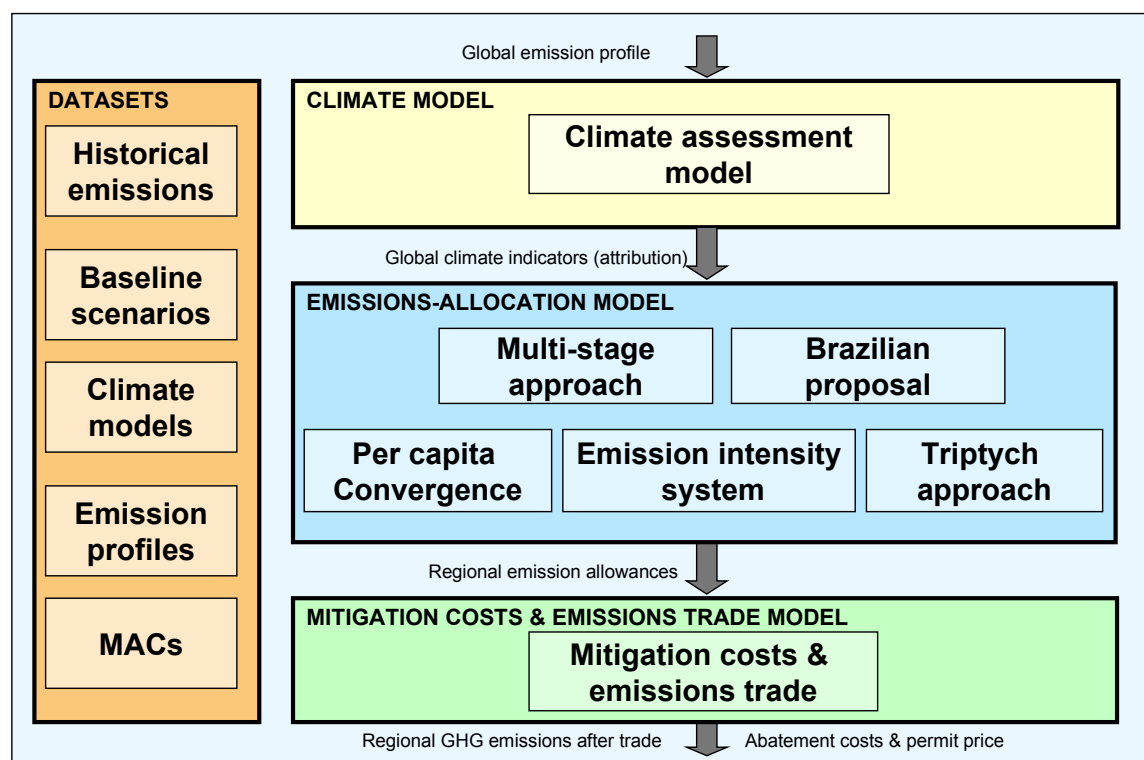 Global emission profile
DATASETS
Historical
emissions
Baseline
scenarios
Climate
models
Emission
profiles
MACs
CLIMATE MODEL
Climate assessment
model
Global climate indicators (attribution)
EMISSIONS-ALLOCATION MODEL
Multi-stage
approach
Brazilian
proposal
Per capita
Convergence
Emission intensity
system
Triptych
approach
Regional emission allowances
MITIGATION COSTS & EMISSIONS TRADE MODEL
Mitigation costs &
emissions trade
Regional GHG emissions after trade
Abatement costs & permit price